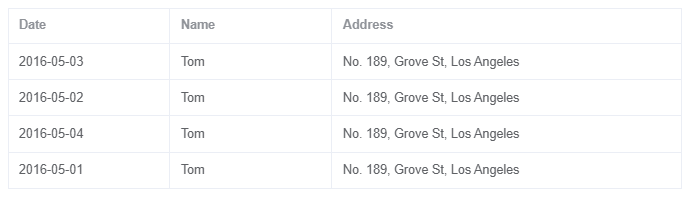 Date Name Address
2016-05-03 Tom No. 189, Grove St, Los Angeles
2016-05-02 Tom No. 189, Grove St, Los Angeles
2016-05-04 Tom No. 189, Grove St, Los Angeles
2016-05-01 Tom No. 189, Grove St, Los Angeles